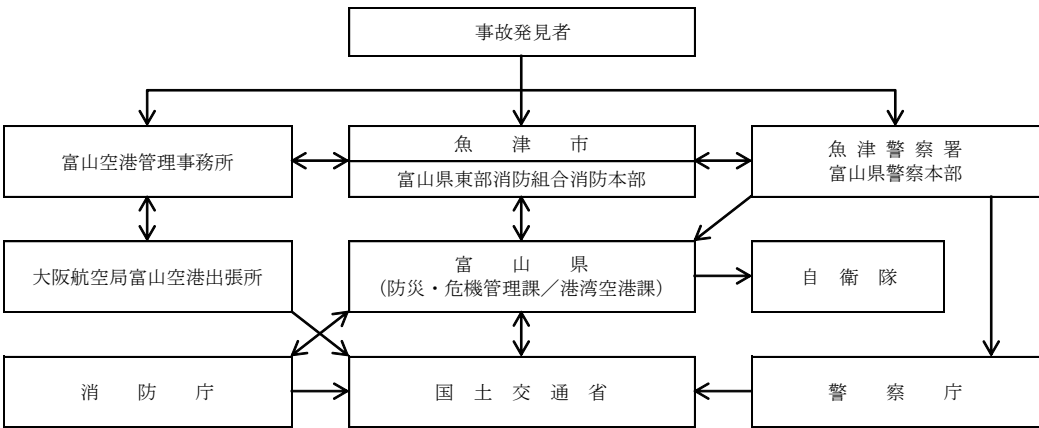 事故発見者
富山空港管理事務所
魚津市
富山県東部消防組合消防本部
魚津警察署
富山県警察本部
大阪航空局富山空港出張所
富山県
(防災・危機管理課／港湾空港課)
自衛隊
消防庁
国土交通省
警察庁